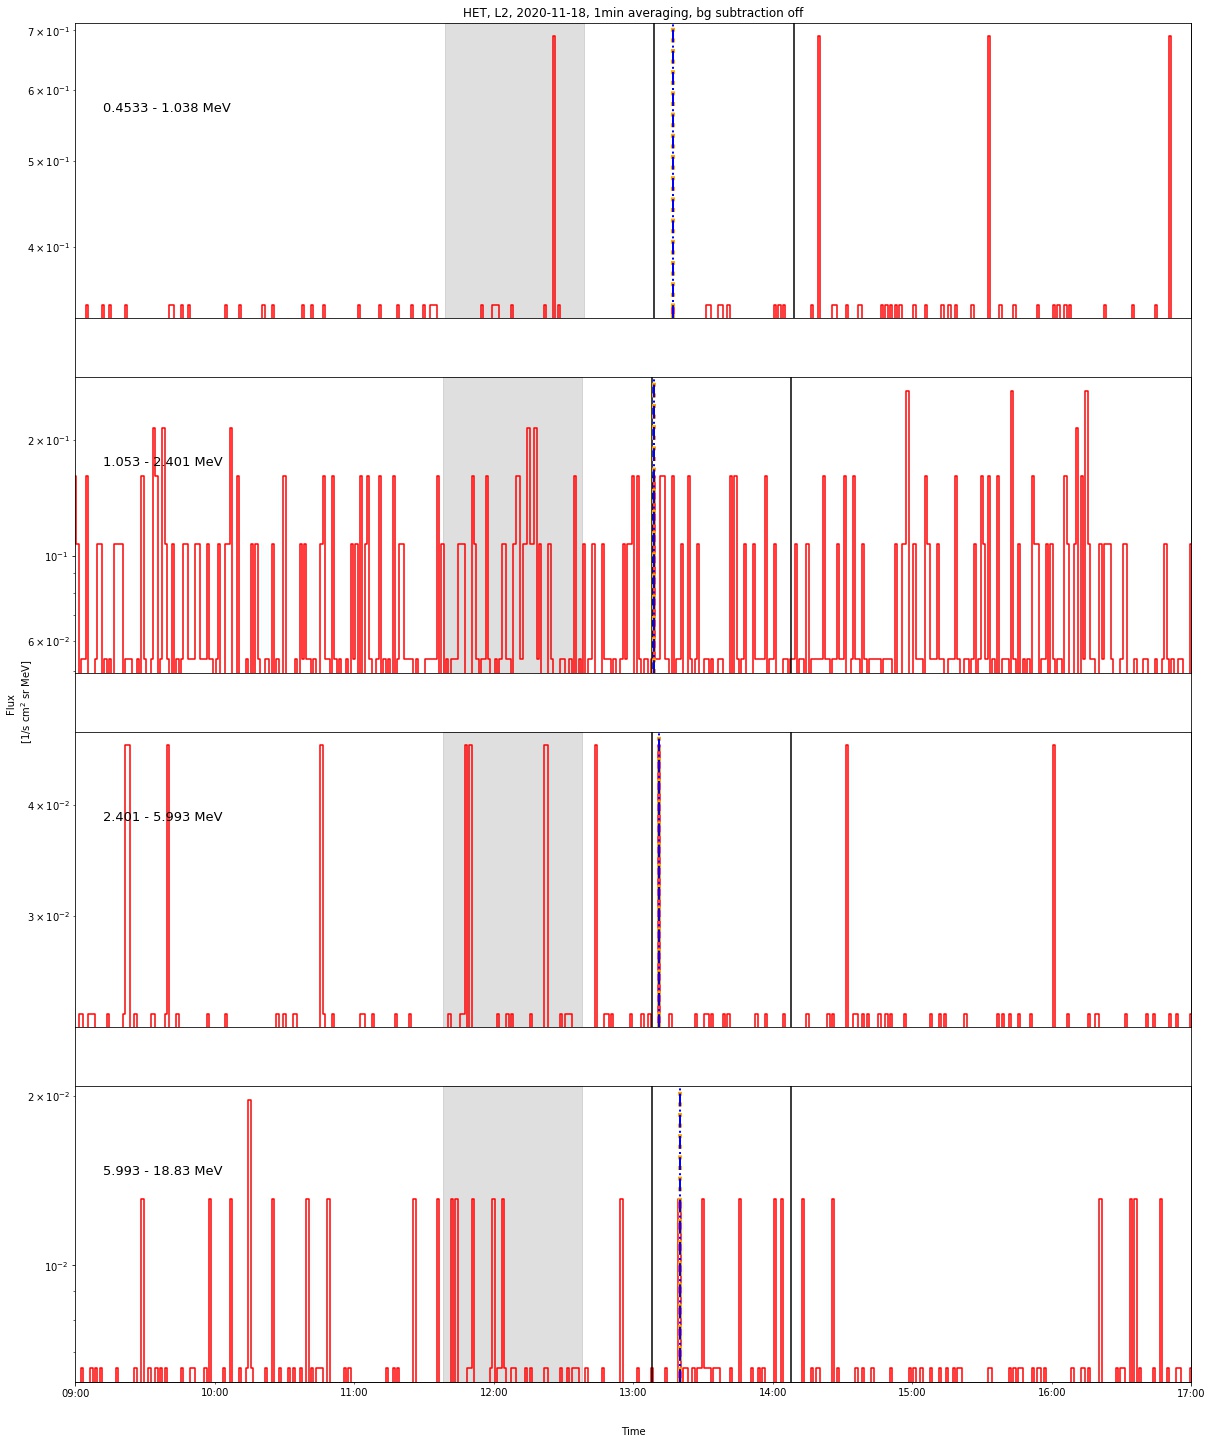 HET, L2, 2020-11-18, 1min averaging, bg subtraction off
7 × 10⁻¹
6 × 10⁻¹
0.4533 - 1.038 MeV
5 × 10⁻¹
4 × 10⁻¹
2 × 10⁻¹
1.053 - 2.401 MeV
10⁻¹
6 × 10⁻²
Flux
[1/s cm² sr MeV]
4 × 10⁻²
2.401 - 5.993 MeV
3 × 10⁻²
2 × 10⁻²
5.993 - 18.83 MeV
10⁻²
09:00 10:00 11:00 12:00 13:00 14:00 15:00 16:00 17:00
Time